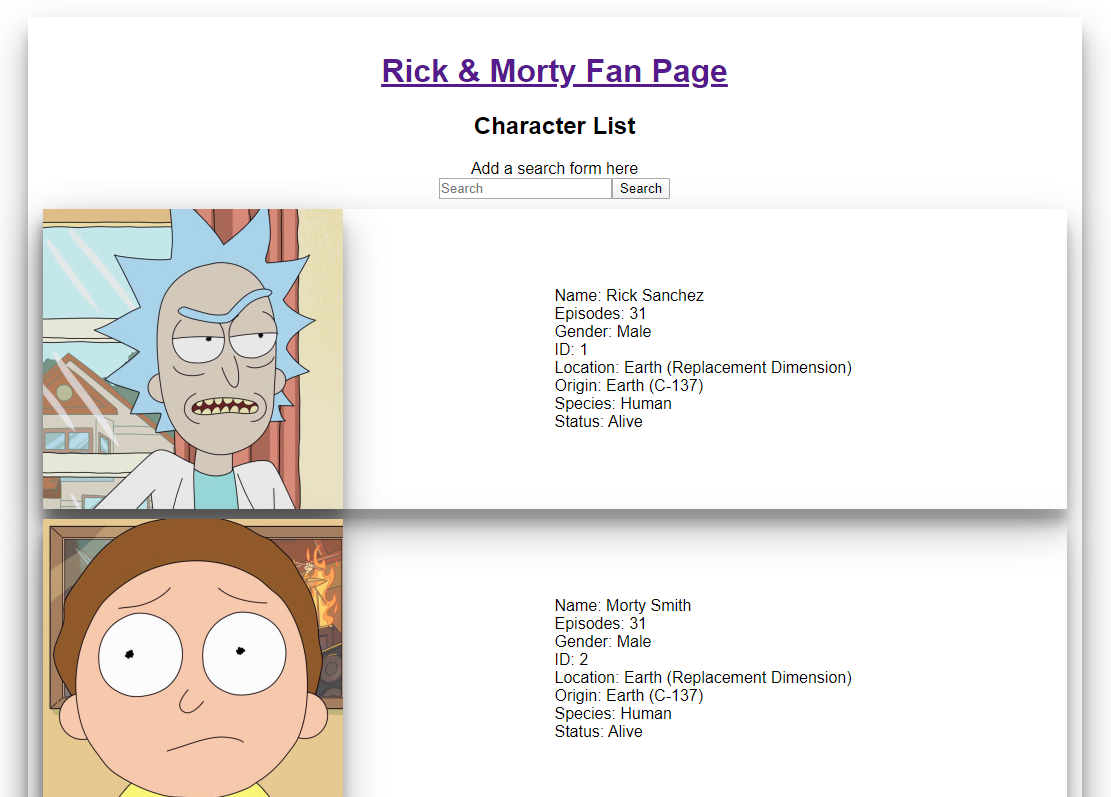 Rick & Morty Fan Page
Character List
Add a search form here
Search
Search
Name: Rick Sanchez
Episodes: 31
Gender: Male
ID: 1
Location: Earth (Replacement Dimension)
Origin: Earth (C-137)
Species: Human
Status: Alive
Name: Morty Smith
Episodes: 31
Gender: Male
ID: 2
Location: Earth (Replacement Dimension)
Origin: Earth (C-137)
Species: Human
Status: Alive